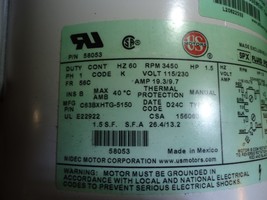 P/N 58053
DUTY CONT HZ 60 RPM 3450 HP 1.5
PH 1 CODE K VOLT 115/230
FR 56C AMP 19.3/9.7
INS B MAX 40 °C THERMAL
AMB PROTECTION MANUAL
MFG C63BXHTG-5150 DATE D24C
NO. CODE
UL E22922 CSA
1.5 S.F. S.F.A 26.4/13.2
58053 Made in Mexico
NIDEC MOTOR CORPORATION www.usmotors.com
WARNING: MOTOR MUST BE GROUNDED IN
ACCORDANCE WITH LOCAL AND NATIONAL ELECTRICAL
CODES TO PREVENT SERIOUS ELECTRICAL SHOCKS.